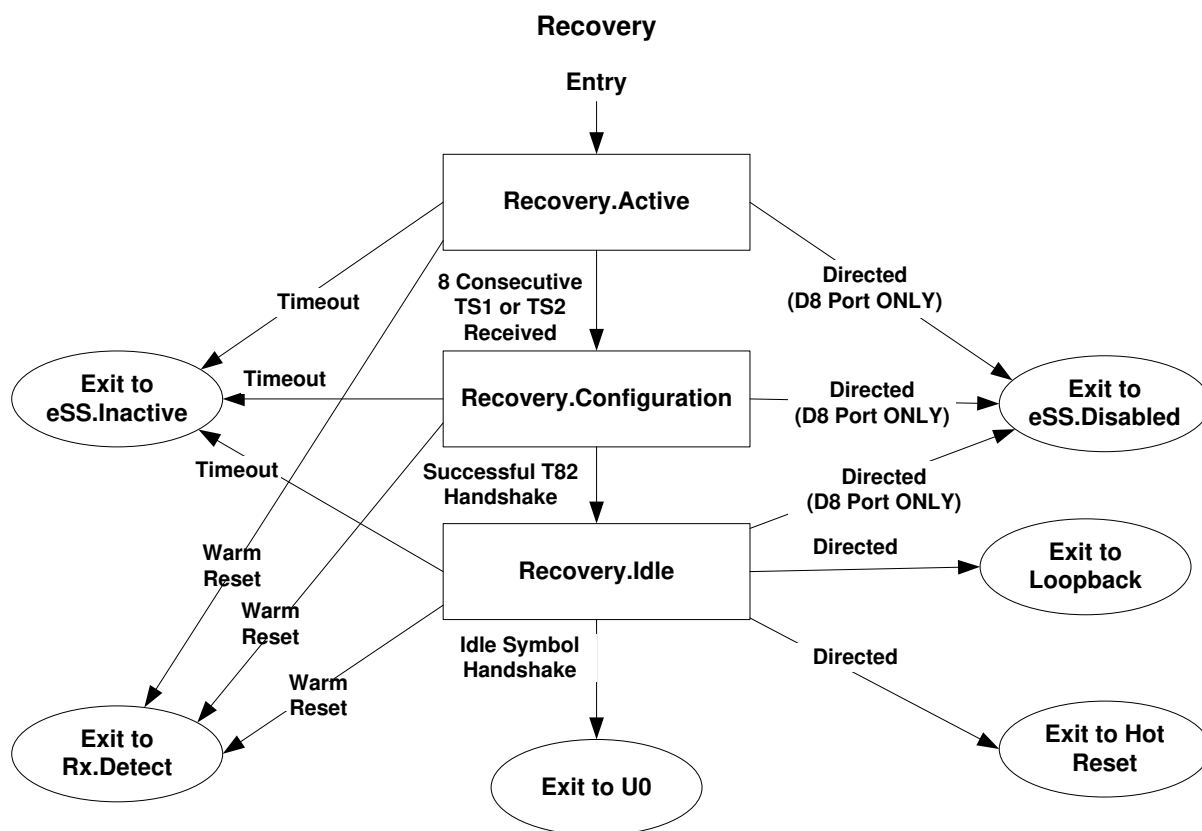 Recovery
Entry
Recovery.Active
8 Consecutive
TS1 or TS2
Received
Timeout
Directed
(D8 Port ONLY)
Exit to
eSS.Inactive
Timeout
Recovery.Configuration
Directed
(D8 Port ONLY)
Exit to
eSS.Disabled
Timeout
Successful T82
Handshake
Directed
(D8 Port ONLY)
Warm
Reset
Recovery.Idle
Directed
Exit to
Loopback
Warm
Reset
Idle Symbol
Handshake
Directed
Warm
Reset
Exit to
Rx.Detect
Exit to U0
Exit to Hot
Reset